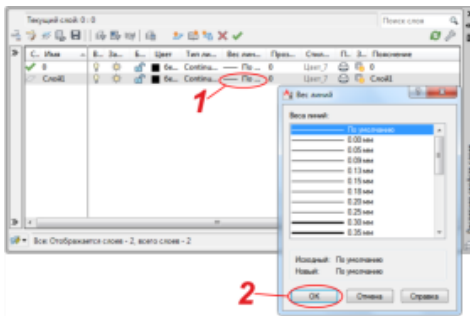 Текущий слой: 0 : 0
Поиск слоя
С.. Имя В.. За... Б... Цвет Тип ли... Вес лин... Проз... Стил... П.. З... Пояснение
0 бе... Continu... По ... 0 Цвет_7 0
Слой1 бе... Continu... По ... 0 Цвет_7 Слой1
1
Вес линий
Веса линий:
По умолчанию
0.00 мм
0.05 мм
0.09 мм
0.13 мм
0.15 мм
0.18 мм
0.20 мм
0.25 мм
0.30 мм
0.35 мм
Все: Отображается слоев - 2, всего слоев - 2
Исходный: По умолчанию
Новый: По умолчанию
2
OK Отмена Справка